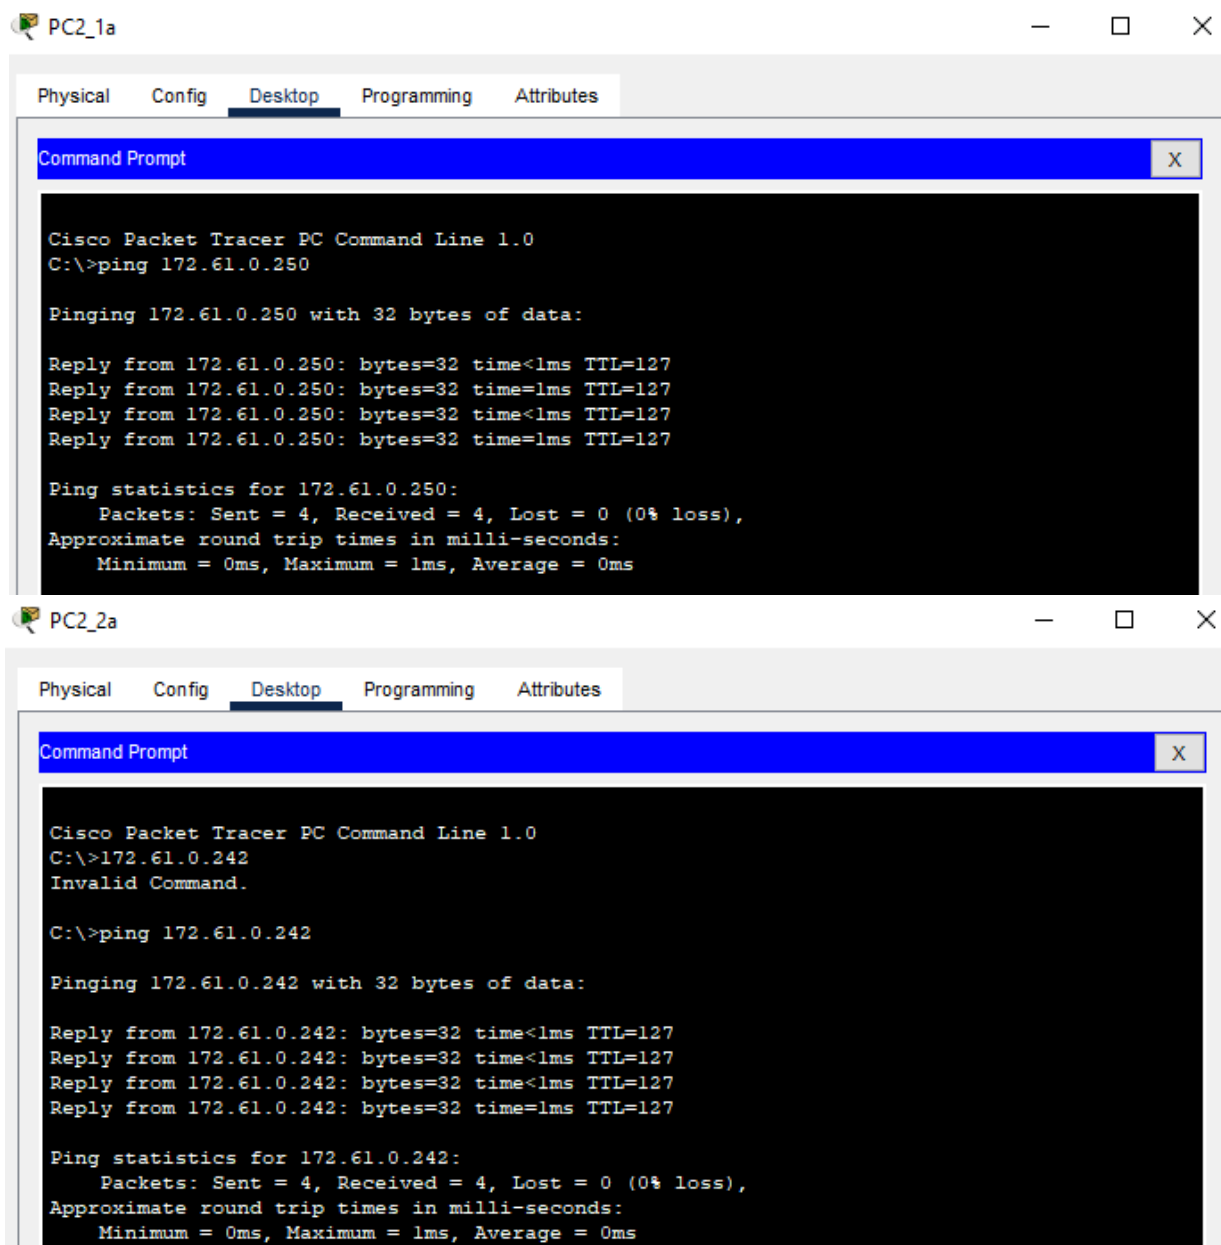 PC2_1a
Physical Config Desktop Programming Attributes
Command Prompt X
Cisco Packet Tracer PC Command Line 1.0
C:\>ping 172.61.0.250
Pinging 172.61.0.250 with 32 bytes of data:
Reply from 172.61.0.250: bytes=32 time<1ms TTL=127
Reply from 172.61.0.250: bytes=32 time=1ms TTL=127
Reply from 172.61.0.250: bytes=32 time<1ms TTL=127
Reply from 172.61.0.250: bytes=32 time=1ms TTL=127
Ping statistics for 172.61.0.250:
    Packets: Sent = 4, Received = 4, Lost = 0 (0% loss),
Approximate round trip times in milli-seconds:
    Minimum = 0ms, Maximum = 1ms, Average = 0ms
PC2_2a
Physical Config Desktop Programming Attributes
Command Prompt X
Cisco Packet Tracer PC Command Line 1.0
C:\>172.61.0.242
Invalid Command.
C:\>ping 172.61.0.242
Pinging 172.61.0.242 with 32 bytes of data:
Reply from 172.61.0.242: bytes=32 time<1ms TTL=127
Reply from 172.61.0.242: bytes=32 time<1ms TTL=127
Reply from 172.61.0.242: bytes=32 time<1ms TTL=127
Reply from 172.61.0.242: bytes=32 time=1ms TTL=127
Ping statistics for 172.61.0.242:
    Packets: Sent = 4, Received = 4, Lost = 0 (0% loss),
Approximate round trip times in milli-seconds:
    Minimum = 0ms, Maximum = 1ms, Average = 0ms